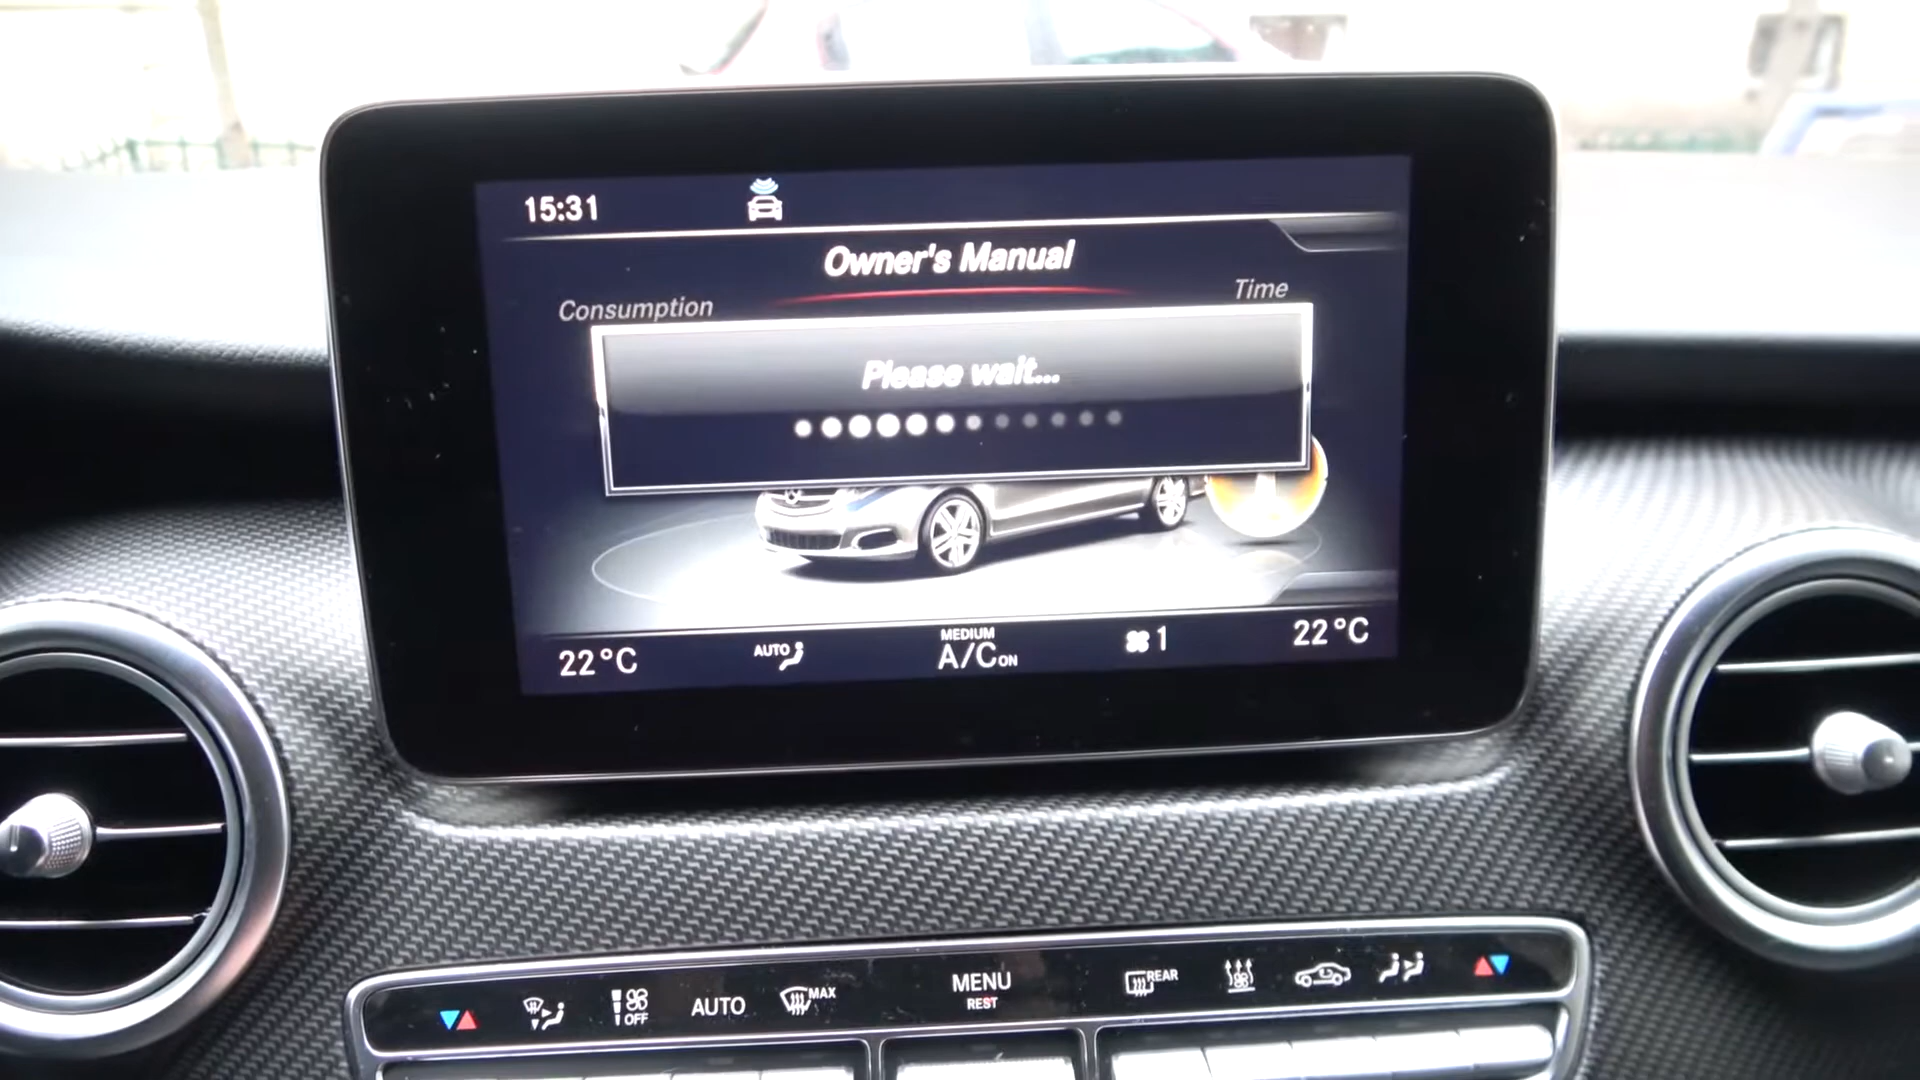 15:31
Owner's Manual
Consumption
Time
Please wait...
22°C
AUTO
MEDIUM
A/C ON
1
22°C
OFF
AUTO
MAX
MENU
REST
REAR